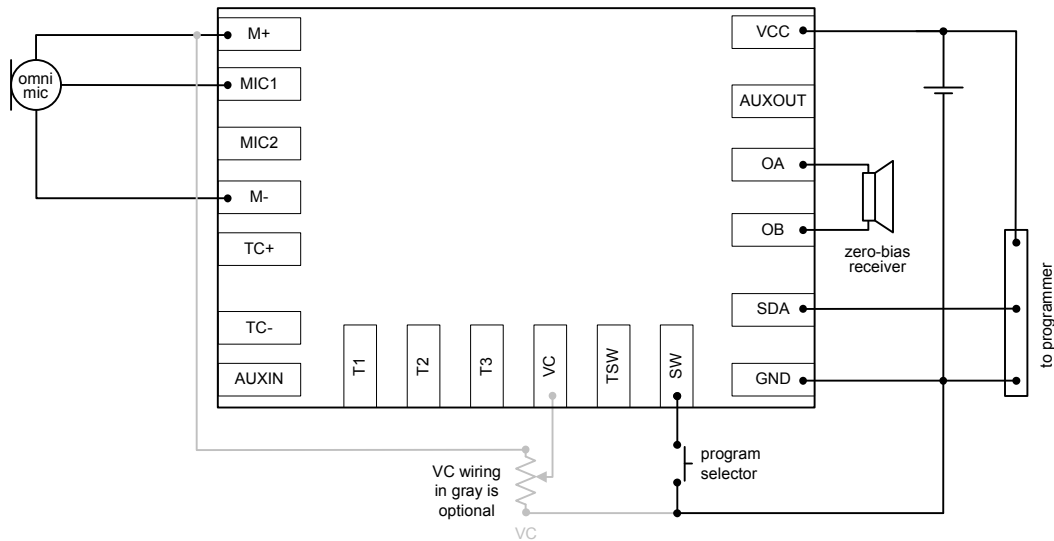 M+
MIC1
MIC2
M-
TC+
TC-
AUXIN
omni
mic
T1
T2
T3
VC
TSW
SW
VCC
AUXOUT
OA
OB
SDA
GND
zero-bias
receiver
to programmer
program
selector
VC wiring
in gray is
optional
VC